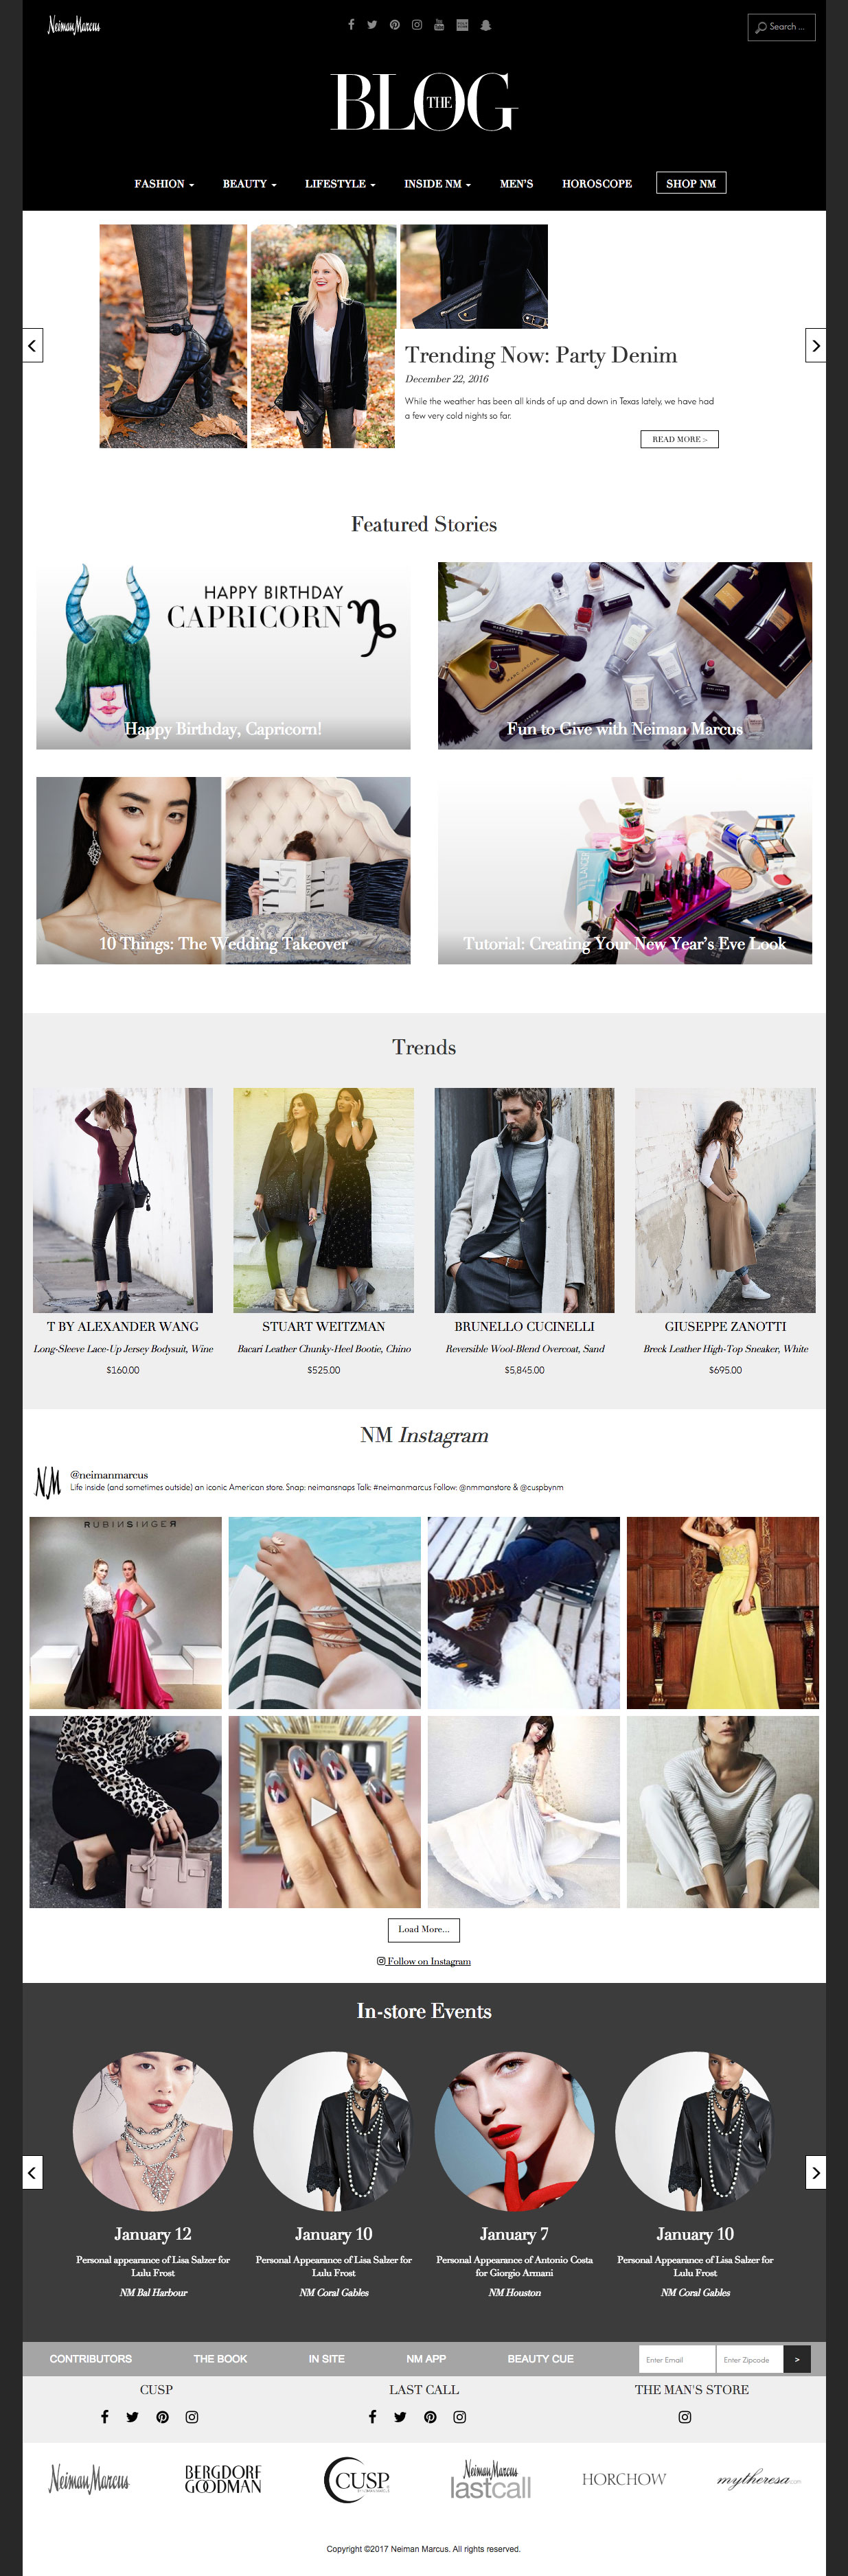 Neiman Marcus
Search ...
THE
BLOG
FASHION
BEAUTY
LIFESTYLE
INSIDE NM
MEN'S
HOROSCOPE
SHOP NM
Trending Now: Party Denim
December 22, 2016
While the weather has been all kinds of up and down in Texas lately, we have had
a few very cold nights so far.
READ MORE >
Featured Stories
HAPPY BIRTHDAY
CAPRICORN
Happy Birthday, Capricorn!
MARC JACOBS
Fun to Give with Neiman Marcus
10 Things: The Wedding Takeover
Tutorial: Creating Your New Year's Eve Look
Trends
T BY ALEXANDER WANG
Long-Sleeve Lace-Up Jersey Bodysuit, Wine
$160.00
STUART WEITZMAN
Bacari Leather Chunky-Heel Bootie, Chino
$525.00
BRUNELLO CUCINELLI
Reversible Wool-Blend Overcoat, Sand
$5,845.00
GIUSEPPE ZANOTTI
Breck Leather High-Top Sneaker, White
$695.00
NM Instagram
NM
@neimanmarcus
Life inside (and sometimes outside) an iconic American store. Snap: neimansnaps Talk: #neimanmarcus Follow: @nmmanstore & @cuspbynm
RUBINSINGER
Load More...
Follow on Instagram
In-store Events
January 12
Personal appearance of Lisa Salzer for
Lulu Frost
NM Bal Harbour
January 10
Personal Appearance of Lisa Salzer for
Lulu Frost
NM Coral Gables
January 7
Personal Appearance of Antonio Costa
for Giorgio Armani
NM Houston
January 10
Personal Appearance of Lisa Salzer for
Lulu Frost
NM Coral Gables
CONTRIBUTORS
THE BOOK
IN SITE
NM APP
BEAUTY CUE
Enter Email
Enter Zipcode
>
CUSP
LAST CALL
THE MAN'S STORE
Neiman Marcus
BERGDORF
GOODMAN
CUSP
Neiman Marcus
lastcall
HORCHOW
mytheresa.com
Copyright ©2017 Neiman Marcus. All rights reserved.